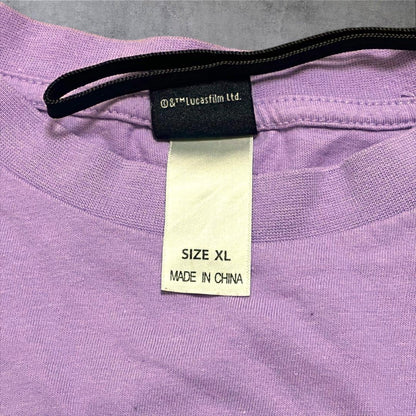 ©&™Lucasfilm Ltd.
SIZE XL
MADE IN CHINA